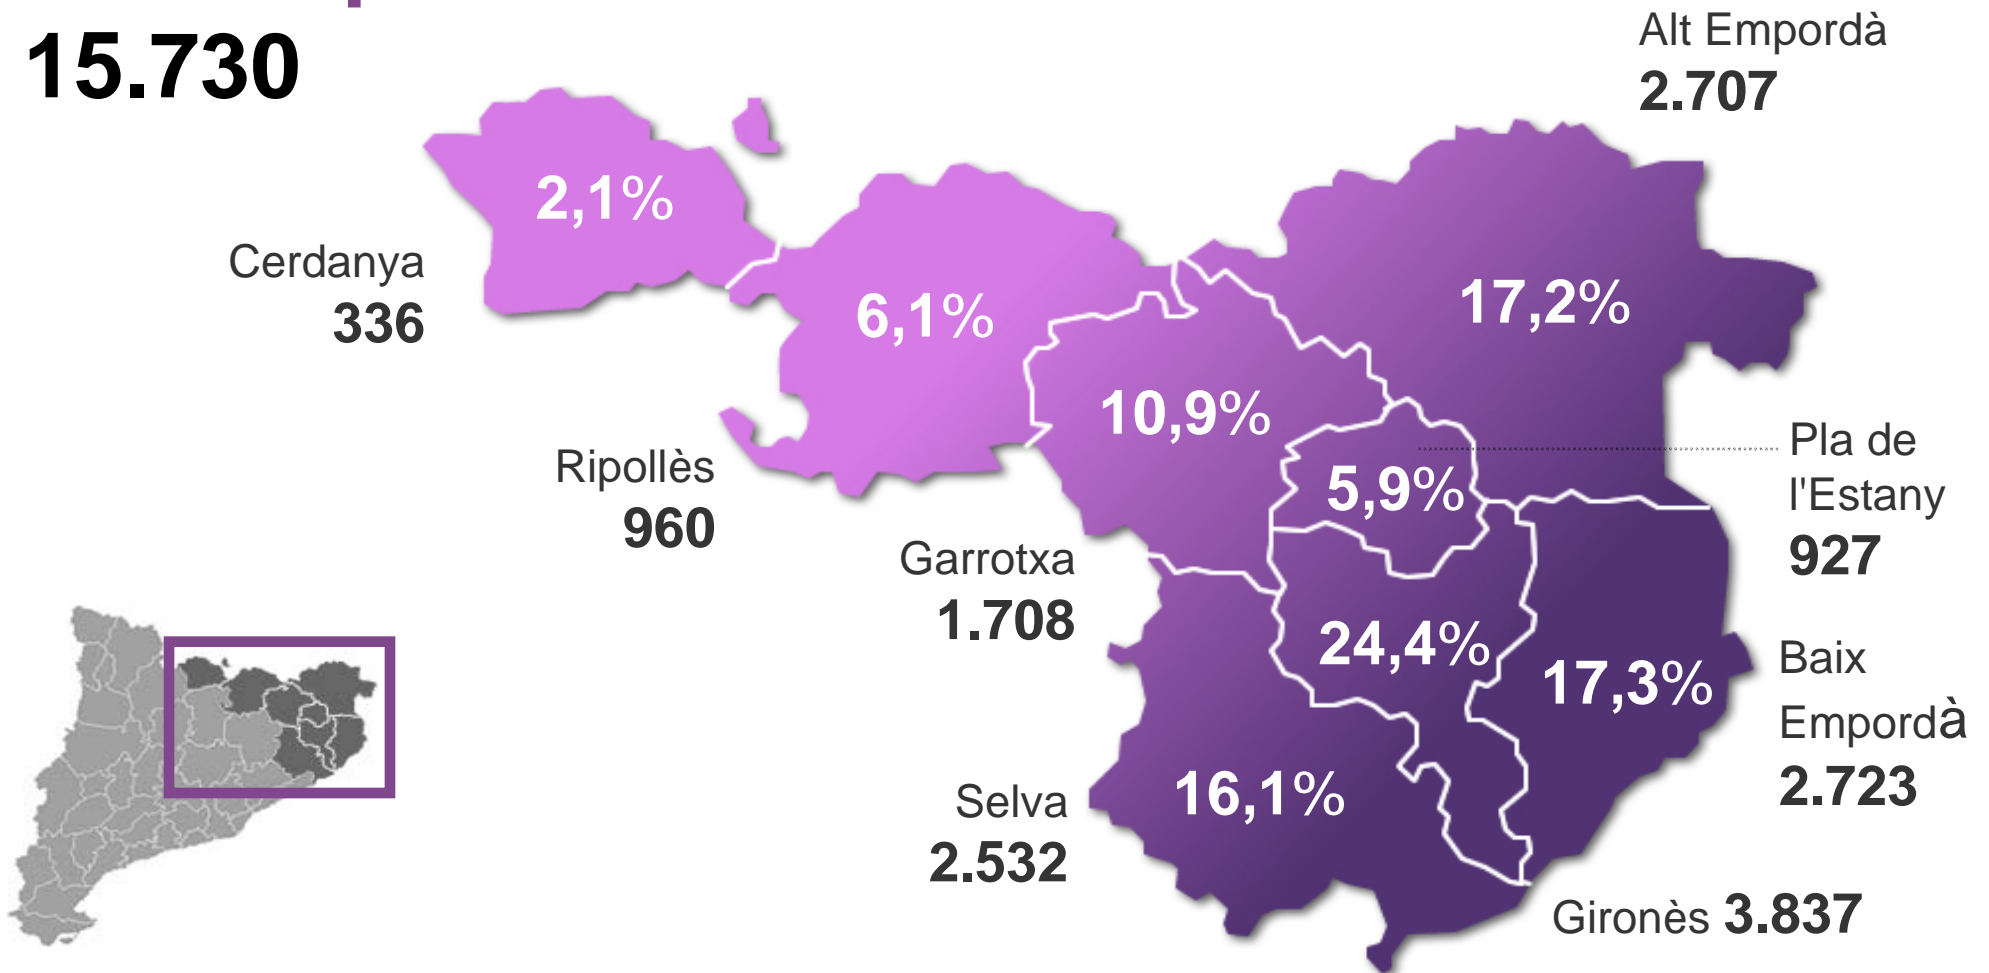 15.730
Alt Empordà
2.707
2,1%
Cerdanya
336
6,1%
17,2%
10,9%
Ripollès
960
5,9%
Pla de
l'Estany
927
Garrotxa
1.708
24,4%
17,3%
Baix
Empordà
2.723
16,1%
Selva
2.532
Gironès 3.837